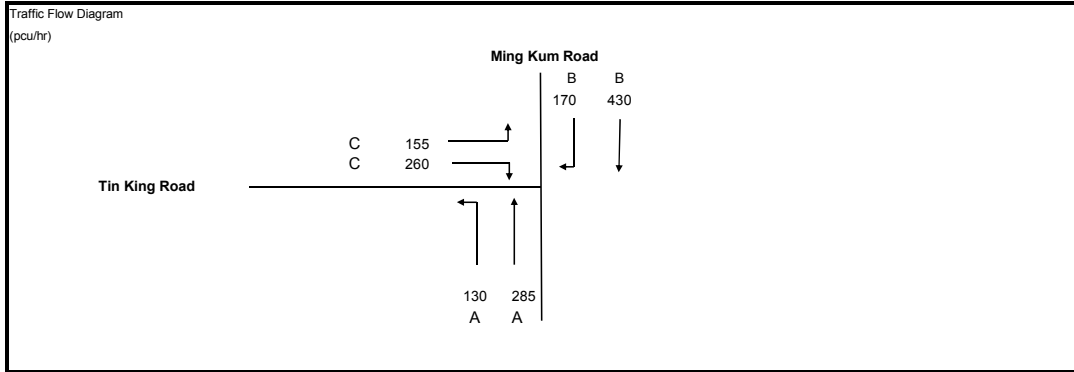 Traffic Flow Diagram
(pcu/hr)
Ming Kum Road
B B
170 430
C 155
C 260
Tin King Road
130 285
A A